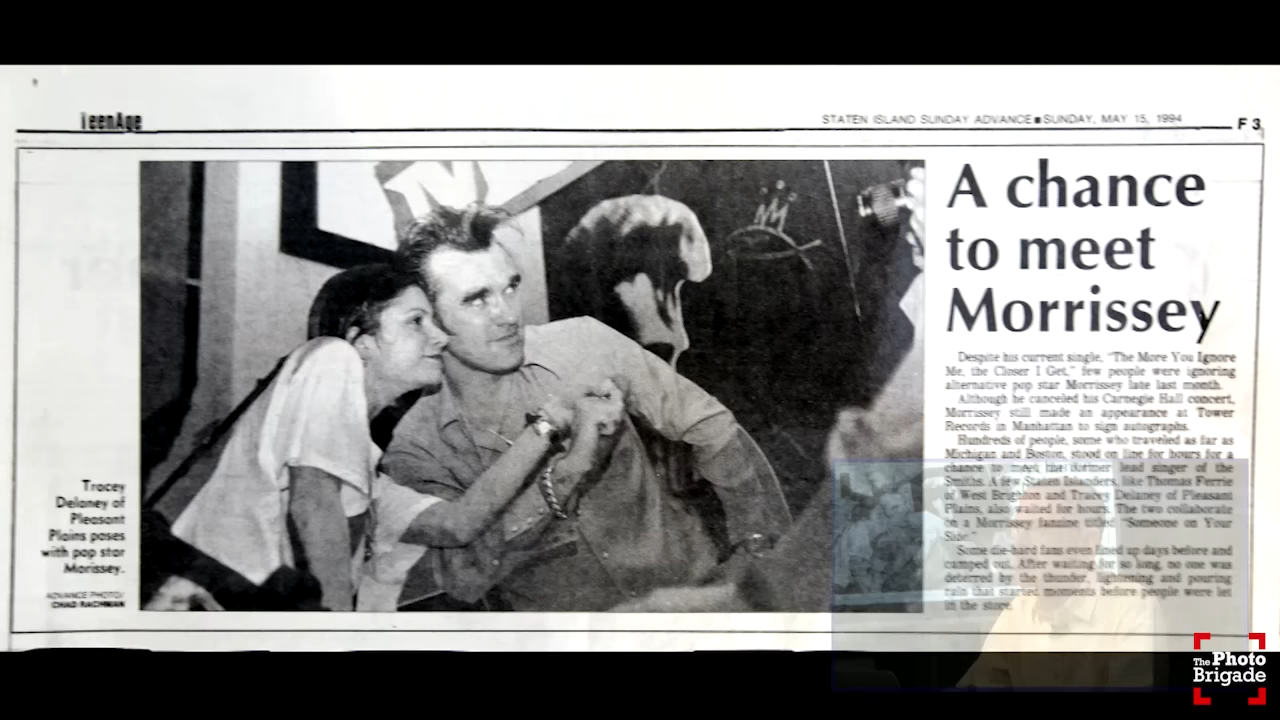 TeenAge
STATEN ISLAND SUNDAY ADVANCE■SUNDAY, MAY 15, 1994
F 3
A chance
to meet
Morrissey
Despite his current single, "The More You Ignore
Me, the Closer I Get," few people were ignoring
alternative pop star Morrissey late last month.
Although he canceled his Carnegie Hall concert,
Morrissey still made an appearance at Tower
Records in Manhattan to sign autographs.
Hundreds of people, some who traveled as far as
Michigan and Boston, stood on line for hours for a
chance to meet the former lead singer of the
Smiths. A few Staten Islanders, like Thomas Ferrie
of West Brighton and Tracey Delaney of Pleasant
Plains, also waited for hours. The two collaborate
on a Morrissey fanzine titled "Someone on Your
Side."
Some die-hard fans even lined up days before and
camped out. After waiting for so long, no one was
deterred by the thunder, lightening and pouring
rain that started moments before people were let
in the store.
Tracey
Delaney of
Pleasant
Plains poses
with pop star
Morissey.
ADVANCE PHOTO/
CHAD RACHMAN
The Photo
Brigade